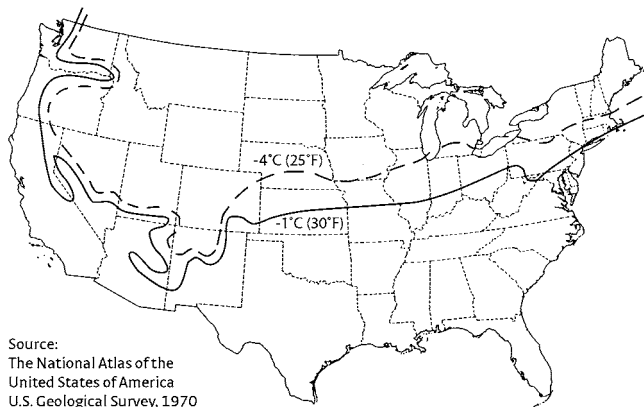 -4°C (25°F)
-1°C (30°F)
Source:
The National Atlas of the
United States of America
U.S. Geological Survey, 1970